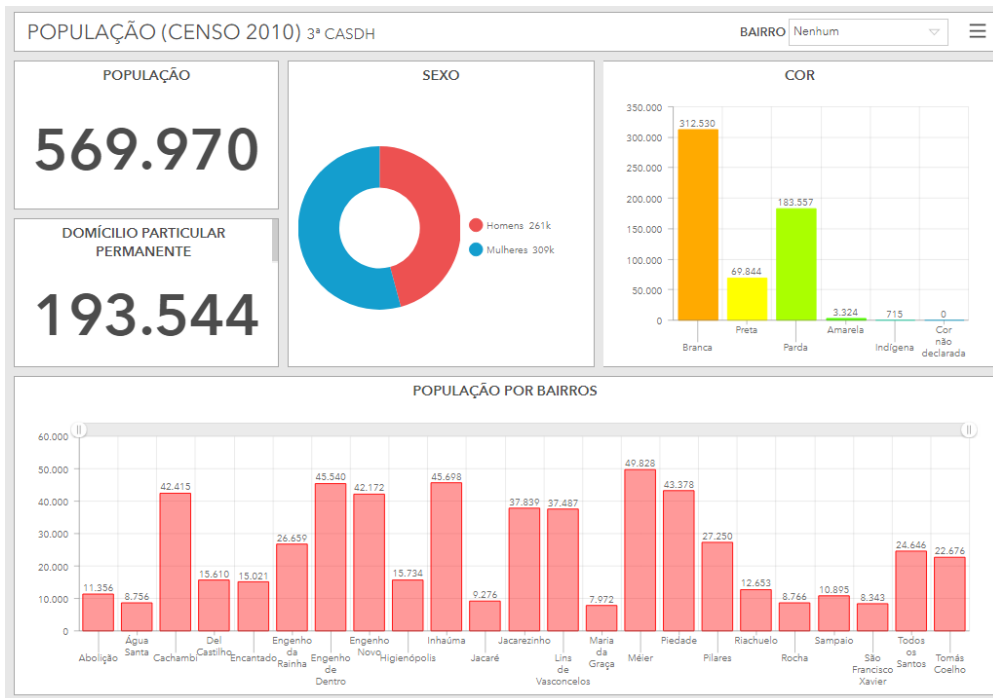 POPULAÇÃO (CENSO 2010) 3ª CASDH
BAIRRO Nenhum
POPULAÇÃO
569.970
DOMÍCILIO PARTICULAR
PERMANENTE
193.544
SEXO
Homens 261k
Mulheres 309k
COR
350.000
300.000
250.000
200.000
150.000
100.000
50.000
0
312.530
69.844
183.557
3.324
715
0
Branca
Preta
Parda
Amarela
Indígena
Cor
não
declarada
POPULAÇÃO POR BAIRROS
60.000
50.000
40.000
30.000
20.000
10.000
0
11.356
8.756
42.415
15.610
15.021
26.659
45.540
42.172
15.734
45.698
9.276
37.839
37.487
7.972
49.828
43.378
27.250
12.653
8.766
10.895
8.343
24.646
22.676
Abolição
Água
Santa
Cachambi
Del
Castilho
Encantado
Engenho
da
Rainha
Engenho
de
Dentro
Engenho
Novo
Higienópolis
Inhaúma
Jacaré
Jacarezinho
Lins
de
Vasconcelos
Maria
da
Graça
Méier
Piedade
Pilares
Riachuelo
Rocha
Sampaio
São
Francisco
Xavier
Todos
os
Santos
Tomás
Coelho